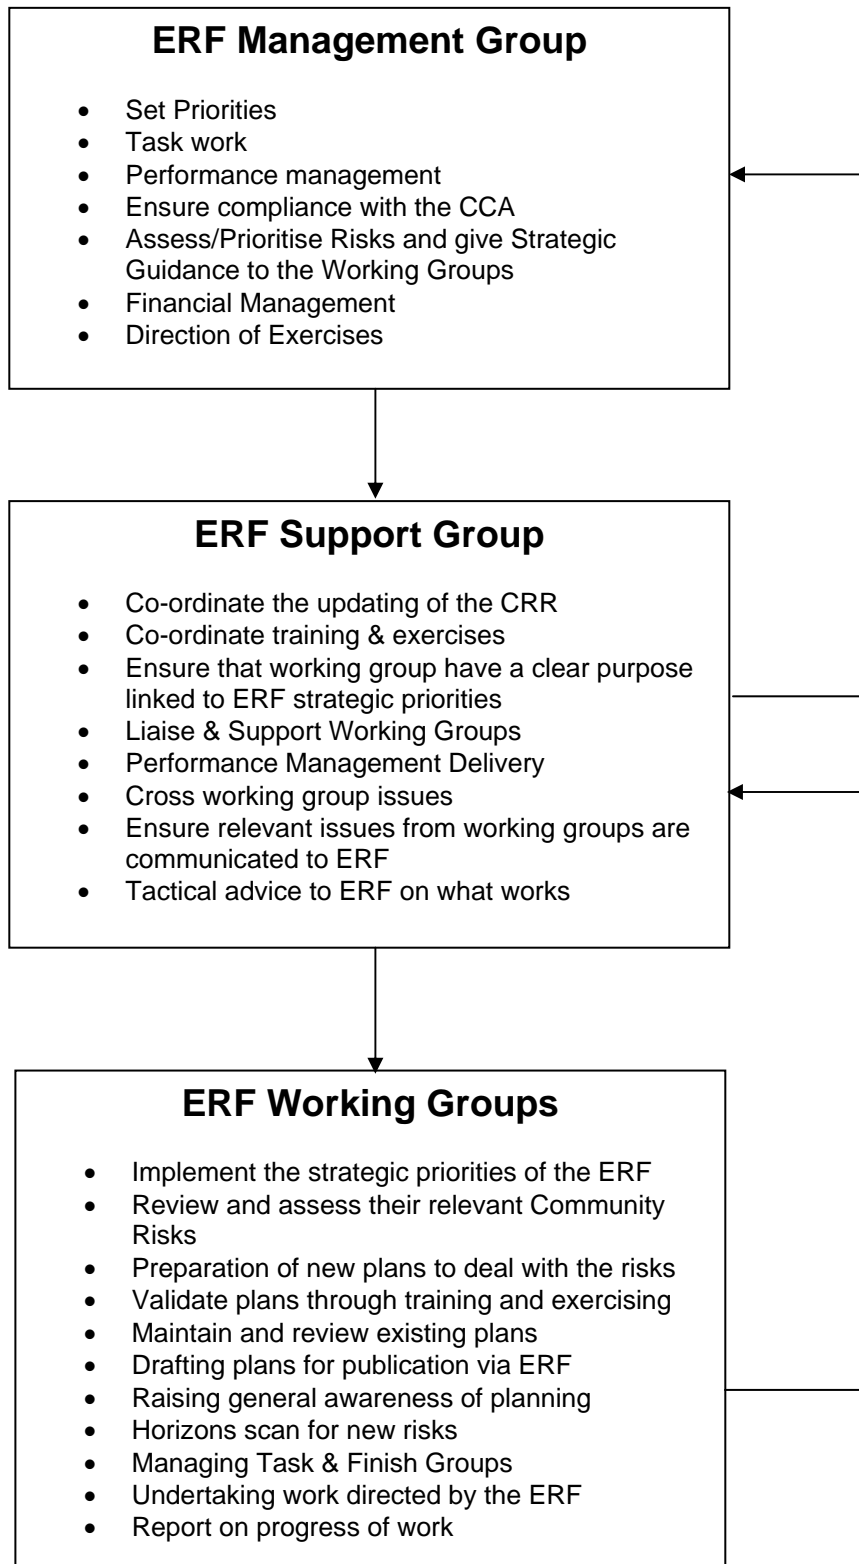 ERF Management Group
• Set Priorities
• Task work
• Performance management
• Ensure compliance with the CCA
• Assess/Prioritise Risks and give Strategic
Guidance to the Working Groups
• Financial Management
• Direction of Exercises
ERF Support Group
• Co-ordinate the updating of the CRR
• Co-ordinate training & exercises
• Ensure that working group have a clear purpose
linked to ERF strategic priorities
• Liaise & Support Working Groups
• Performance Management Delivery
• Cross working group issues
• Ensure relevant issues from working groups are
communicated to ERF
• Tactical advice to ERF on what works
ERF Working Groups
• Implement the strategic priorities of the ERF
• Review and assess their relevant Community
Risks
• Preparation of new plans to deal with the risks
• Validate plans through training and exercising
• Maintain and review existing plans
• Drafting plans for publication via ERF
• Raising general awareness of planning
• Horizons scan for new risks
• Managing Task & Finish Groups
• Undertaking work directed by the ERF
• Report on progress of work